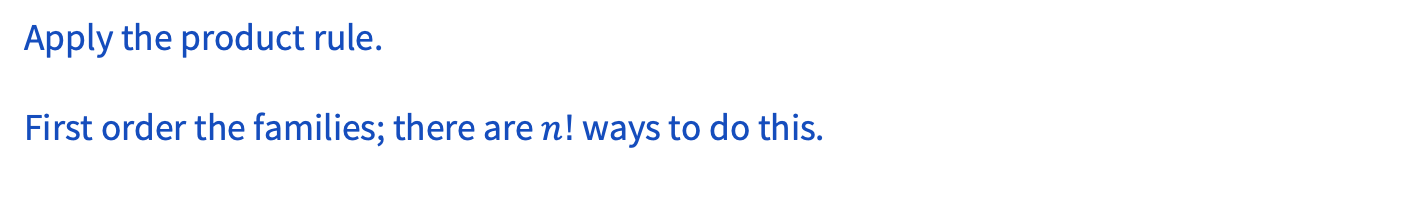 Apply the product rule.
First order the families; there are n! ways to do this.